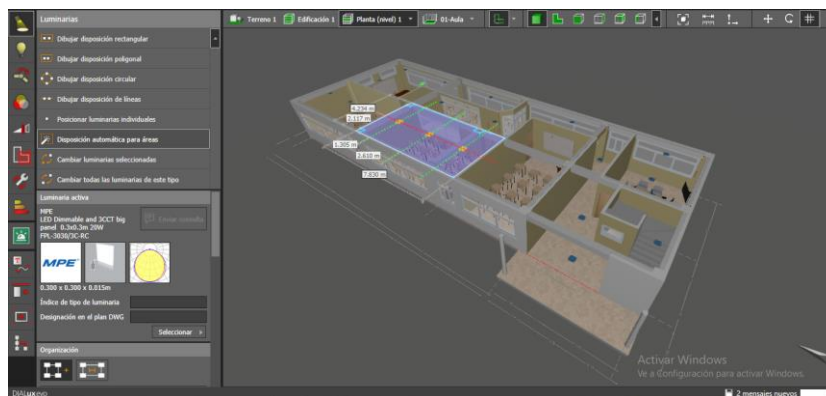 Luminarias
Terreno 1
Edificación 1
Planta (nivel) 1
01-Aula
Dibujar disposición rectangular
Dibujar disposición poligonal
Dibujar disposición circular
Dibujar disposición de líneas
Posicionar luminarias individuales
Disposición automática para áreas
Cambiar luminarias seleccionadas
Cambiar todas las luminarias de este tipo
Luminaria activa
MPE
LED Dimmable and 3CCT big
panel 0.3x0.3m 20W
FPL-3030/3C-RC
Enviar consulta
MPE
0.300 x 0.300 x 0.015m
Índice de tipo de luminaria
Designación en el plan DWG
Seleccionar
Organización
4.234 m
2.117 m
1.305 m
2.610 m
7.830 m
Activar Windows
Ve a Configuración para activar Windows.
DIALux evo
2 mensajes nuevos